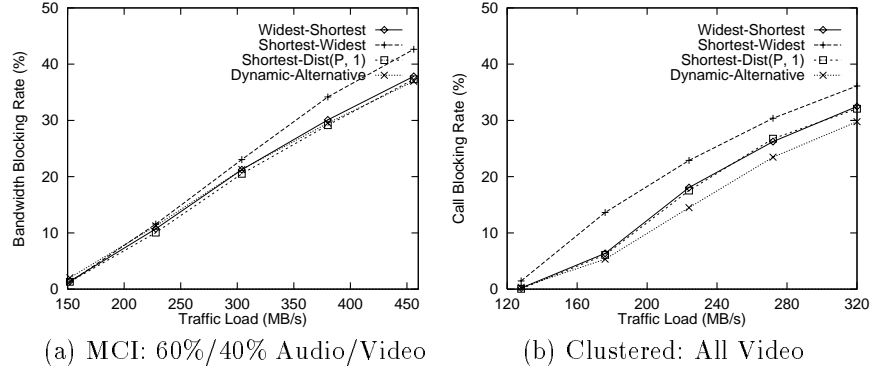 50
40
30
20
10
0
Bandwidth Blocking Rate (%)
Widest-Shortest
Shortest-Widest
Shortest-Dist(P, 1)
Dynamic-Alternative
150 200 250 300 350 400 450
Traffic Load (MB/s)
(a) MCI: 60%/40% Audio/Video
50
40
30
20
10
0
Call Blocking Rate (%)
Widest-Shortest
Shortest-Widest
Shortest-Dist(P, 1)
Dynamic-Alternative
120 160 200 240 280 320
Traffic Load (MB/s)
(b) Clustered: All Video